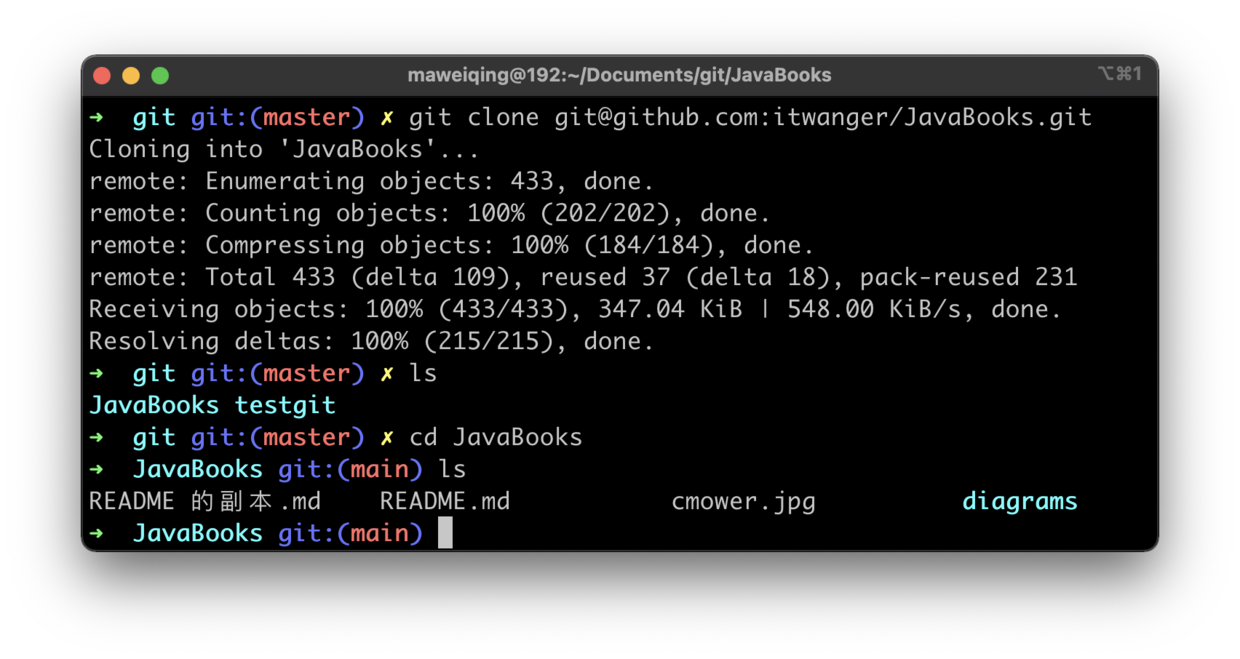 maweiqing@192:~/Documents/git/JavaBooks ⌥⌘1
➜ git git:(master) ✗ git clone git@github.com:itwanger/JavaBooks.git
Cloning into 'JavaBooks'...
remote: Enumerating objects: 433, done.
remote: Counting objects: 100% (202/202), done.
remote: Compressing objects: 100% (184/184), done.
remote: Total 433 (delta 109), reused 37 (delta 18), pack-reused 231
Receiving objects: 100% (433/433), 347.04 KiB | 548.00 KiB/s, done.
Resolving deltas: 100% (215/215), done.
➜ git git:(master) ✗ ls
JavaBooks testgit
➜ git git:(master) ✗ cd JavaBooks
➜ JavaBooks git:(main) ls
README 的副本.md README.md cmower.jpg diagrams
➜ JavaBooks git:(main)